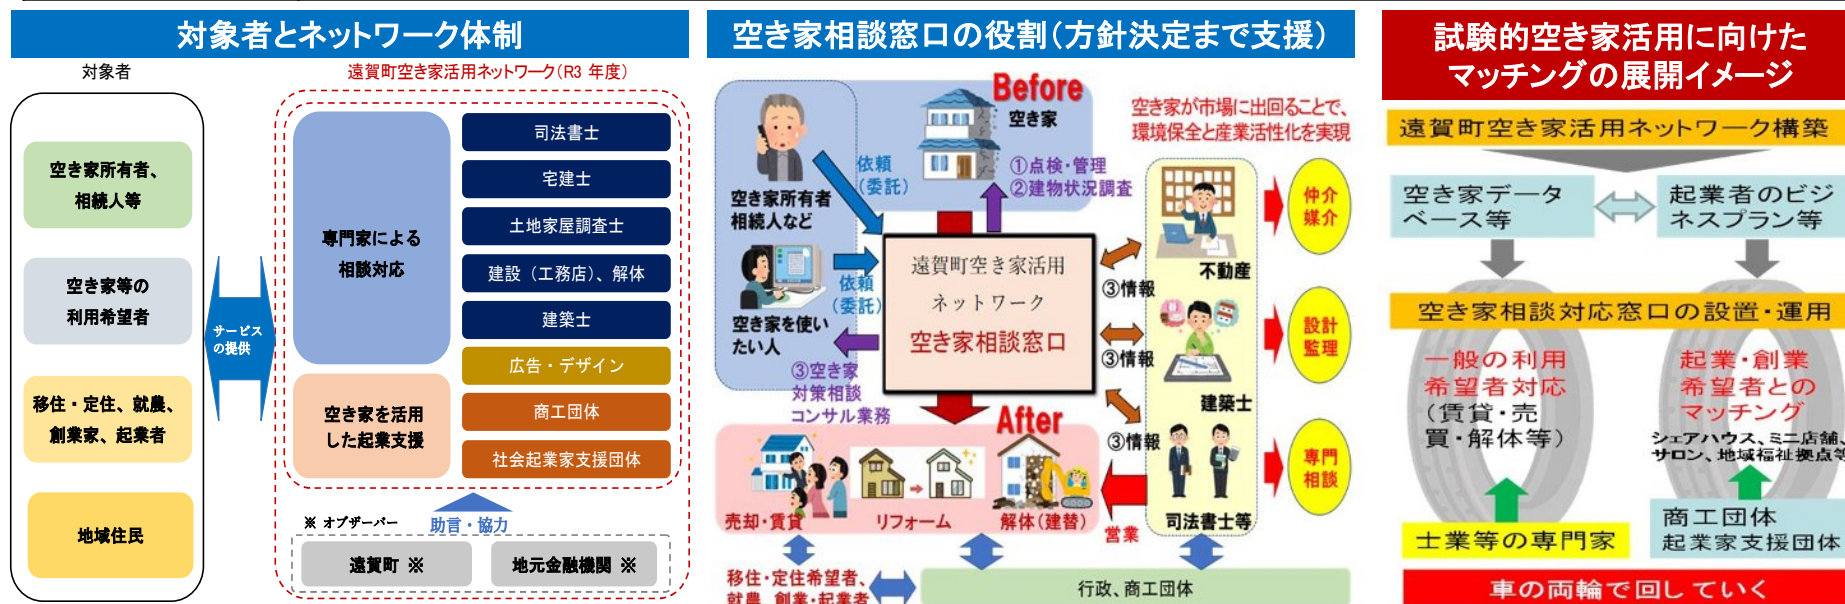 対象者とネットワーク体制
対象者
遠賀町空き家活用ネットワーク(R3 年度)
空き家所有者、
相続人等
空き家等の
利用希望者
移住・定住、就農、
創業家、起業者
地域住民
サービス
の提供
専門家による
相談対応
司法書士
宅建士
土地家屋調査士
建設（工務店）、解体
建築士
空き家を活用
した起業支援
広告・デザイン
商工団体
社会起業家支援団体
※ オブザーバー
助言・協力
遠賀町 ※
地元金融機関 ※
空き家相談窓口の役割(方針決定まで支援)
Before
空き家
空き家が市場に出回ることで、
環境保全と産業活性化を実現
依頼
(委託)
①点検・管理
②建物状況調査
空き家所有者
相続人など
依頼
(委託)
空き家を使い
たい人
③空き家
対策相談
コンサル業務
遠賀町空き家活用
ネットワーク
空き家相談窓口
③情報
③情報
③情報
不動産
建築士
司法書士等
仲介
媒介
設計
監理
専門
相談
After
売却・賃貸
リフォーム
解体(建替)
営業
移住・定住希望者、
就農、創業・起業者
行政、商工団体
試験的空き家活用に向けた
マッチングの展開イメージ
遠賀町空き家活用ネットワーク構築
空き家データ
ベース等
起業者のビジ
ネスプラン等
空き家相談対応窓口の設置・運用
一般の利用
希望者対応
(賃貸・売
買・解体等)
起業・創業
希望者との
マッチング
シェアハウス、ミニ店舗、
サロン、地域福祉拠点等
士業等の専門家
商工団体
起業家支援団体
車の両輪で回していく